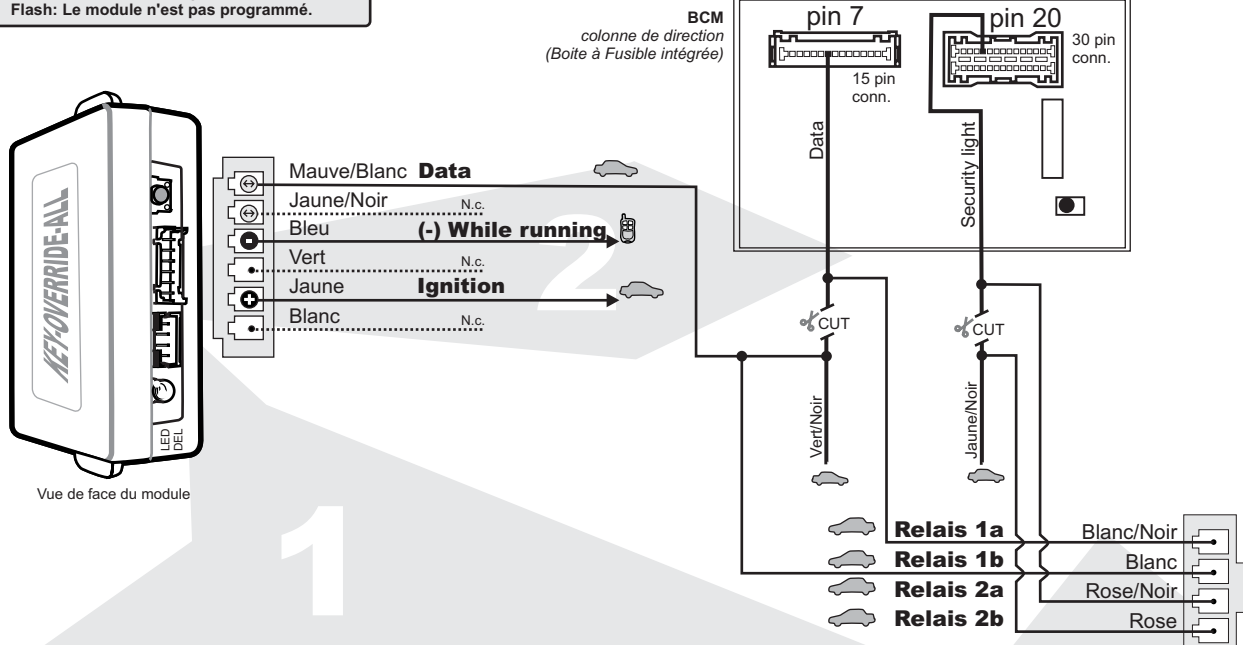 Flash: Le module n'est pas programmé.
BCM
colonne de direction
(Boite à Fusible intégrée)
pin 7
15 pin
conn.
pin 20
30 pin
conn.
Data
Security light
KEY-OVERRIDE-ALL
LED
DEL
Vue de face du module
Mauve/Blanc Data
Jaune/Noir N.c.
Bleu (-) While running
Vert N.c.
Jaune Ignition
Blanc N.c.
CUT
CUT
Vert/Noir
Jaune/Noir
1
2
Relais 1a Blanc/Noir
Relais 1b Blanc
Relais 2a Rose/Noir
Relais 2b Rose